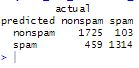 actual
predicted nonspam spam
nonspam 1725 103
spam 459 1314
>